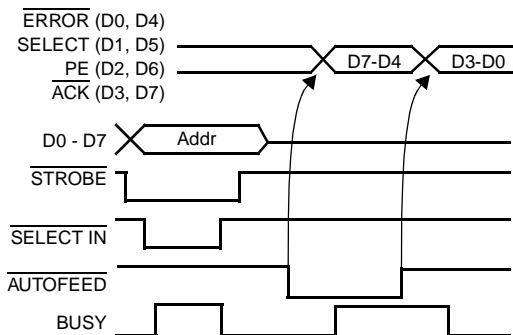 ERROR (D0, D4)
SELECT (D1, D5)
PE (D2, D6)
ACK (D3, D7)
D7-D4
D3-D0
D0 - D7
Addr
STROBE
SELECT IN
AUTOFEED
BUSY